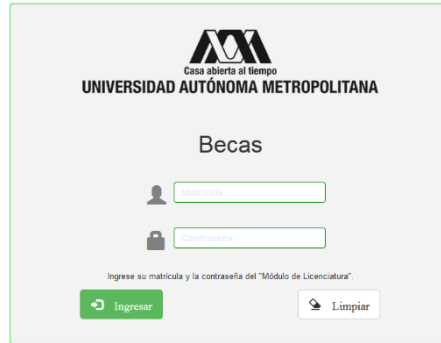 Casa abierta al tiempo
UNIVERSIDAD AUTÓNOMA METROPOLITANA
Becas
Matrícula
Contraseña
Ingrese su matrícula y la contraseña del "Módulo de Licenciatura".
Ingresar
Limpiar